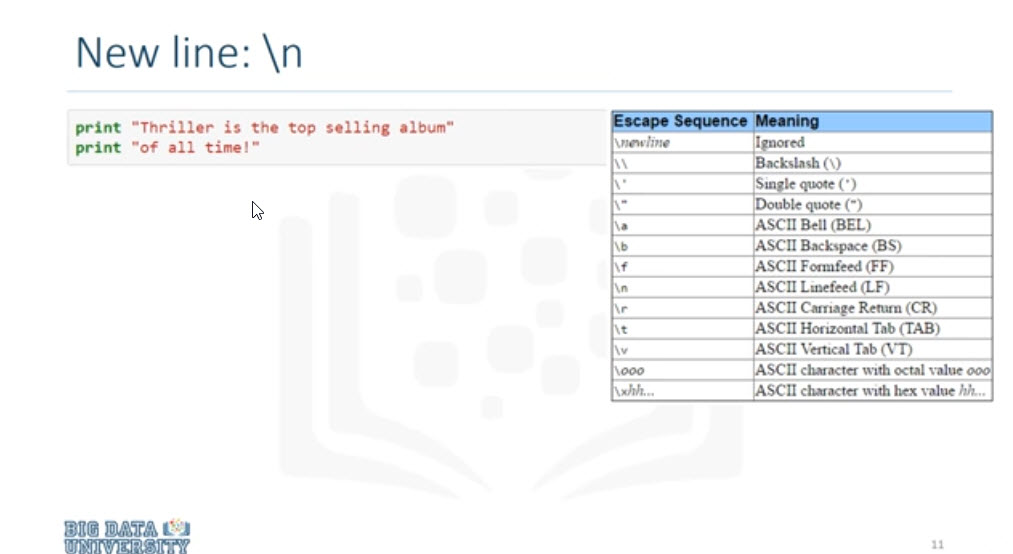 New line: \n
print "Thriller is the top selling album"
print "of all time!"
Escape Sequence Meaning
\newline Ignored
\\ Backslash (\)
\' Single quote (')
\" Double quote (")
\a ASCII Bell (BEL)
\b ASCII Backspace (BS)
\f ASCII Formfeed (FF)
\n ASCII Linefeed (LF)
\r ASCII Carriage Return (CR)
\t ASCII Horizontal Tab (TAB)
\v ASCII Vertical Tab (VT)
\ooo ASCII character with octal value ooo
\xhh... ASCII character with hex value hh...
BIG DATA
UNIVERSITY
11